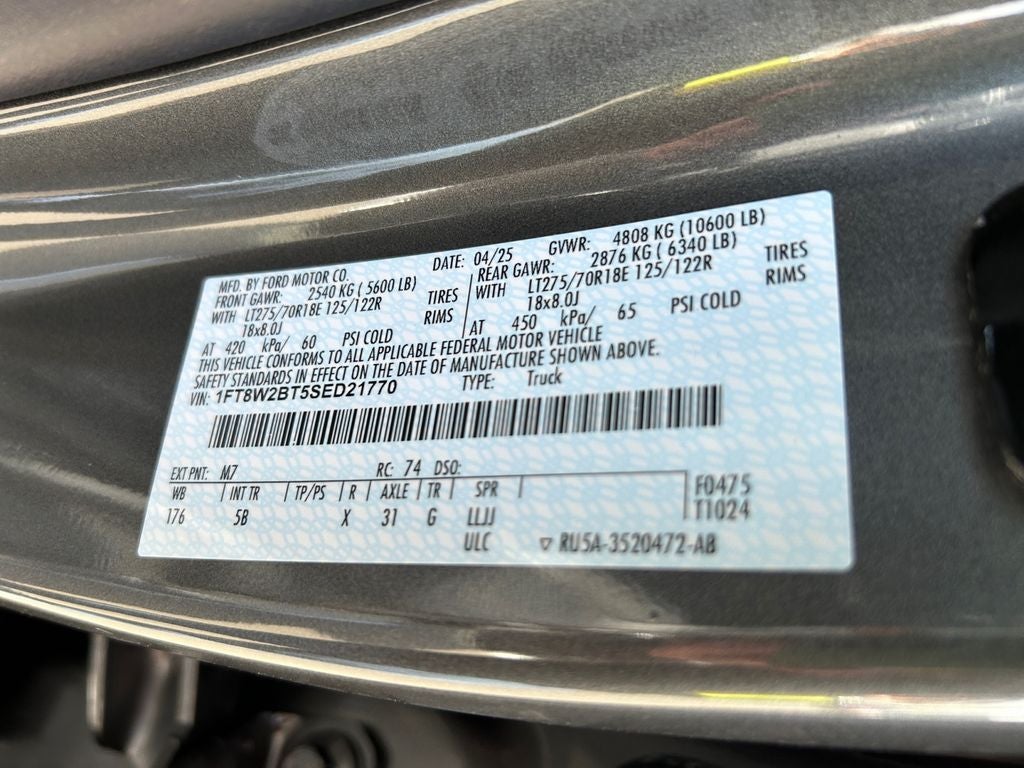 MFD. BY FORD MOTOR CO. DATE: 04/25 GVWR: 4808 KG (10600 LB)
FRONT GAWR: 2540 KG ( 5600 LB) REAR GAWR: 2876 KG ( 6340 LB)
WITH LT275/70R18E 125/122R TIRES WITH LT275/70R18E 125/122R TIRES
18x8.0J RIMS 18x8.0J RIMS
AT 420 kPa/ 60 PSI COLD AT 450 kPa/ 65 PSI COLD
THIS VEHICLE CONFORMS TO ALL APPLICABLE FEDERAL MOTOR VEHICLE
SAFETY STANDARDS IN EFFECT ON THE DATE OF MANUFACTURE SHOWN ABOVE.
VIN: 1FT8W2BT5SED21770 TYPE: Truck
EXT PNT: M7 RC: 74 DSO:
WB INT TR TP/PS R AXLE TR SPR F0475
176 5B X 31 G LLJJ T1024
ULC ▽ RU5A-3520472-AB